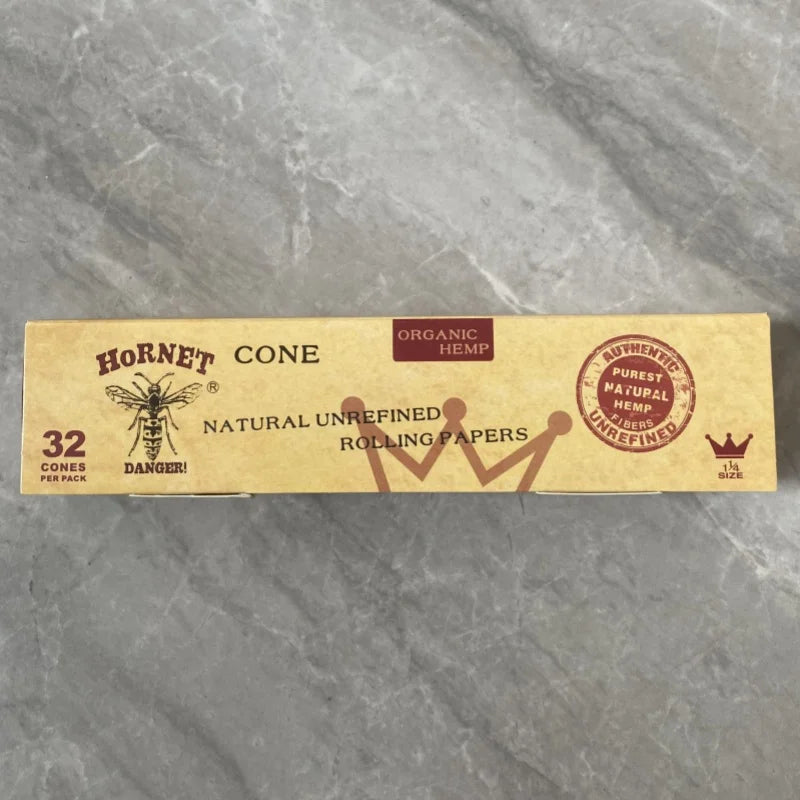 HORNET
®
DANGER!
32
CONES
PER PACK
CONE
NATURAL UNREFINED
ROLLING PAPERS
ORGANIC
HEMP
AUTHENTIC
PUREST
NATURAL
HEMP
FIBERS
UNREFINED
1¼
SIZE